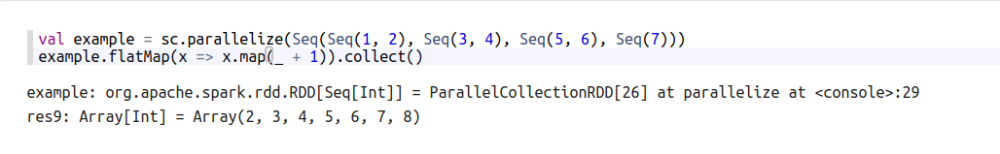 val example = sc.parallelize(Seq(Seq(1, 2), Seq(3, 4), Seq(5, 6), Seq(7)))
example.flatMap(x => x.map(_ + 1)).collect()
example: org.apache.spark.rdd.RDD[Seq[Int]] = ParallelCollectionRDD[26] at parallelize at <console>:29
res9: Array[Int] = Array(2, 3, 4, 5, 6, 7, 8)